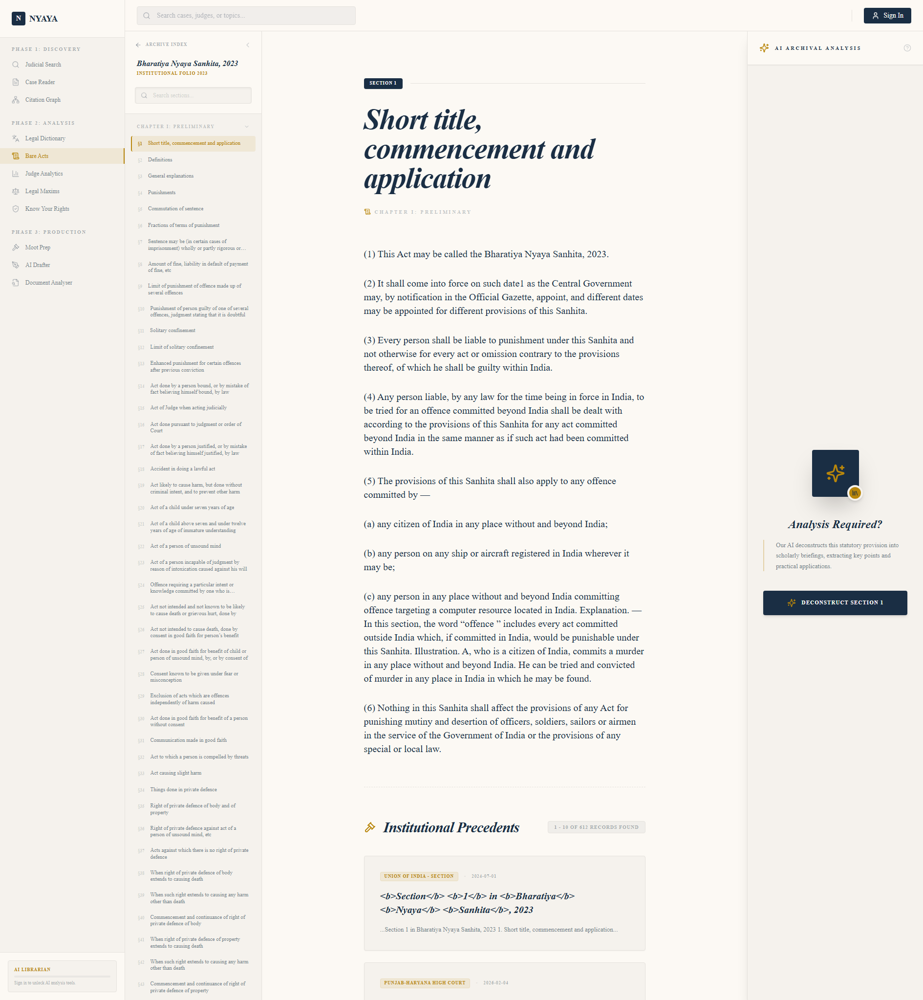 N NYAYA
PHASE 1: DISCOVERY
Judicial Search
Case Reader
Citation Graph
PHASE 2: ANALYSIS
Legal Dictionary
Bare Acts
Judge Analytics
Legal Maxims
Know Your Rights
PHASE 3: PRODUCTION
Moot Prep
AI Drafter
Document Analyser
AI LIBRARIAN
Sign in to unlock AI analysis tools.
Search cases, judges, or topics...
Sign In
ARCHIVE INDEX
Bharatiya Nyaya Sanhita, 2023
INSTITUTIONAL FOLIO 2023
Search sections...
CHAPTER I: PRELIMINARY
§1 Short title, commencement and application
§2 Definitions
§3 General explanations
§4 Punishments
§5 Commutation of sentence
§6 Fractions of terms of punishment
§7 Sentence may be (in certain cases of
imprisonment) wholly or partly rigorous or…
§8 Amount of fine, liability in default of payment
of fine, etc
§9 Limit of punishment of offence made up of
several offences
§10 Punishment of person guilty of one of several
offences, judgment stating that it is doubtful
§11 Solitary confinement
§12 Limit of solitary confinement
§13 Enhanced punishment for certain offences
after previous conviction
§14 Act done by a person bound, or by mistake of
fact believing himself bound, by law
§15 Act of Judge when acting judicially
§16 Act done pursuant to judgment or order of
Court
§17 Act done by a person justified, or by mistake
of fact believing himself justified, by law
§18 Accident in doing a lawful act
§19 Act likely to cause harm, but done without
criminal intent, and to prevent other harm
§20 Act of a child under seven years of age
§21 Act of a child above seven and under twelve
years of age of immature understanding
§22 Act of a person of unsound mind
§23 Act of a person incapable of judgment by
reason of intoxication caused against his will
§24 Offence requiring a particular intent or
knowledge committed by one who is…
§25 Act not intended and not known to be likely
to cause death or grievous hurt, done by
§26 Act not intended to cause death, done by
consent in good faith for person’s benefit
§27 Act done in good faith for benefit of child or
person of unsound mind, by, or by consent of
§28 Consent known to be given under fear or
misconception
§29 Exclusion of acts which are offences
independently of harm caused
§30 Act done in good faith for benefit of a person
without consent
§31 Communication made in good faith
§32 Act to which a person is compelled by threats
§33 Act causing slight harm
§34 Things done in private defence
§35 Right of private defence of body and of
property
§36 Right of private defence against act of a
person of unsound mind, etc
§37 Acts against which there is no right of private
defence
§38 When right of private defence of body
extends to causing death
§39 When such right extends to causing any harm
other than death
§40 Commencement and continuance of right of
private defence of body
§41 When right of private defence of property
extends to causing death
§42 When such right extends to causing any harm
other than death
§43 Commencement and continuance of right of
private defence of property
SECTION 1
Short title,
commencement and
application
CHAPTER I: PRELIMINARY
(1) This Act may be called the Bharatiya Nyaya Sanhita, 2023.
(2) It shall come into force on such date1 as the Central Government
may, by notification in the Official Gazette, appoint, and different dates
may be appointed for different provisions of this Sanhita.
(3) Every person shall be liable to punishment under this Sanhita and
not otherwise for every act or omission contrary to the provisions
thereof, of which he shall be guilty within India.
(4) Any person liable, by any law for the time being in force in India, to
be tried for an offence committed beyond India shall be dealt with
according to the provisions of this Sanhita for any act committed
beyond India in the same manner as if such act had been committed
within India.
(5) The provisions of this Sanhita shall also apply to any offence
committed by —
(a) any citizen of India in any place without and beyond India;
(b) any person on any ship or aircraft registered in India wherever it
may be;
(c) any person in any place without and beyond India committing
offence targeting a computer resource located in India. Explanation. —
In this section, the word “offence ” includes every act committed
outside India which, if committed in India, would be punishable under
this Sanhita. Illustration. A, who is a citizen of India, commits a murder
in any place without and beyond India. He can be tried and convicted
of murder in any place in India in which he may be found.
(6) Nothing in this Sanhita shall affect the provisions of any Act for
punishing mutiny and desertion of officers, soldiers, sailors or airmen
in the service of the Government of India or the provisions of any
special or local law.
Institutional Precedents
1 - 10 OF 612 RECORDS FOUND
UNION OF INDIA - SECTION · 2024-07-01
<b>Section</b> <b>1</b> in <b>Bharatiya</b>
<b>Nyaya</b> <b>Sanhita</b>, 2023
...Section 1 in Bharatiya Nyaya Sanhita, 2023 1. Short title, commencement and application...
PUNJAB-HARYANA HIGH COURT · 2026-02-04
AI ARCHIVAL ANALYSIS
Analysis Required?
Our AI deconstructs this statutory provision into
scholarly briefings, extracting key points and
practical applications.
DECONSTRUCT SECTION 1